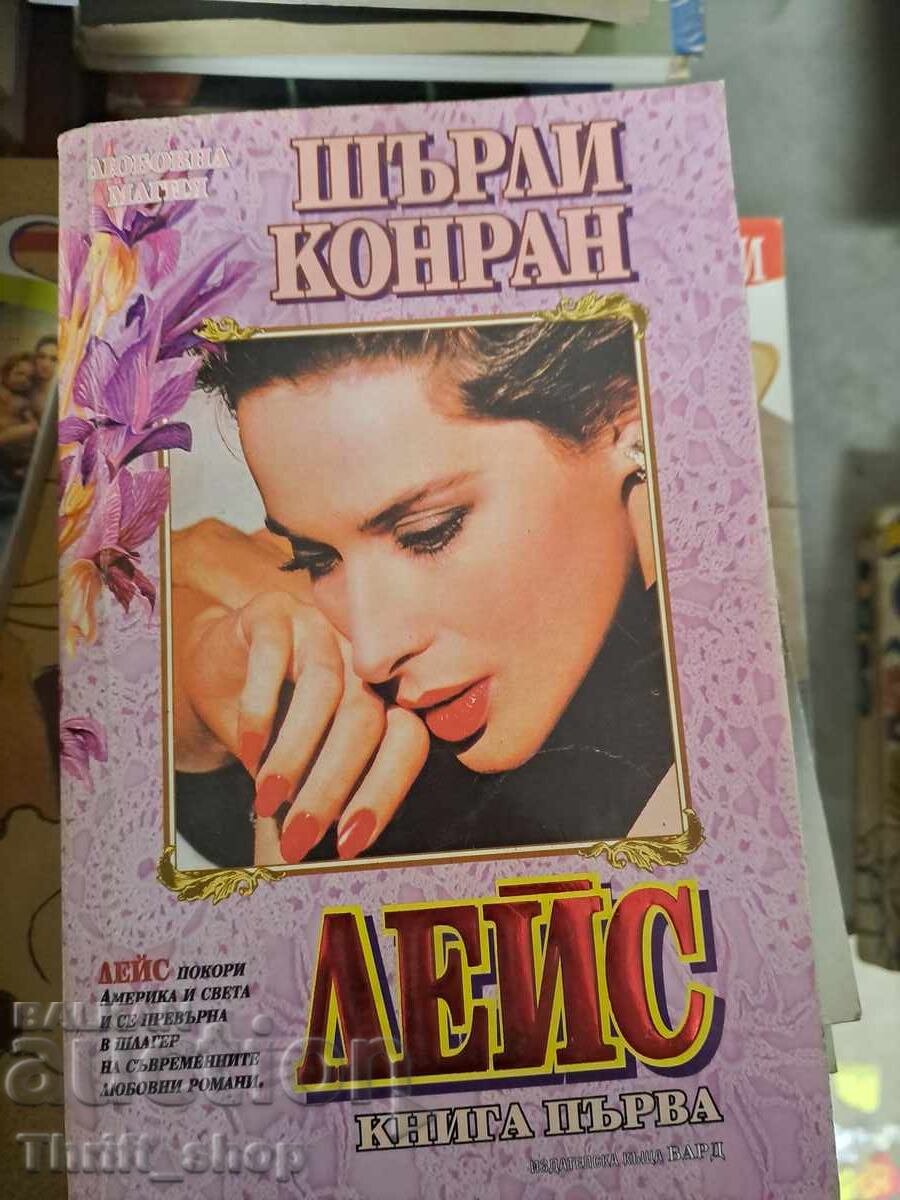 ЛЮБОВНА
МАГИЯ
ШЪРЛИ
КОНРАН
И
ЛЕЙС ПОКОРИ
АМЕРИКА И СВЕТА
И СЕ ПРЕВЪРНА
В ШЛАГЕР
НА СЪВРЕМЕННИТЕ
ЛЮБОВНИ РОМАНИ.
ЛЕЙС
КНИГА ПЪРВА
ИЗДАТЕЛСКА КЪЩА ВАРД
auction
Thrift_shop